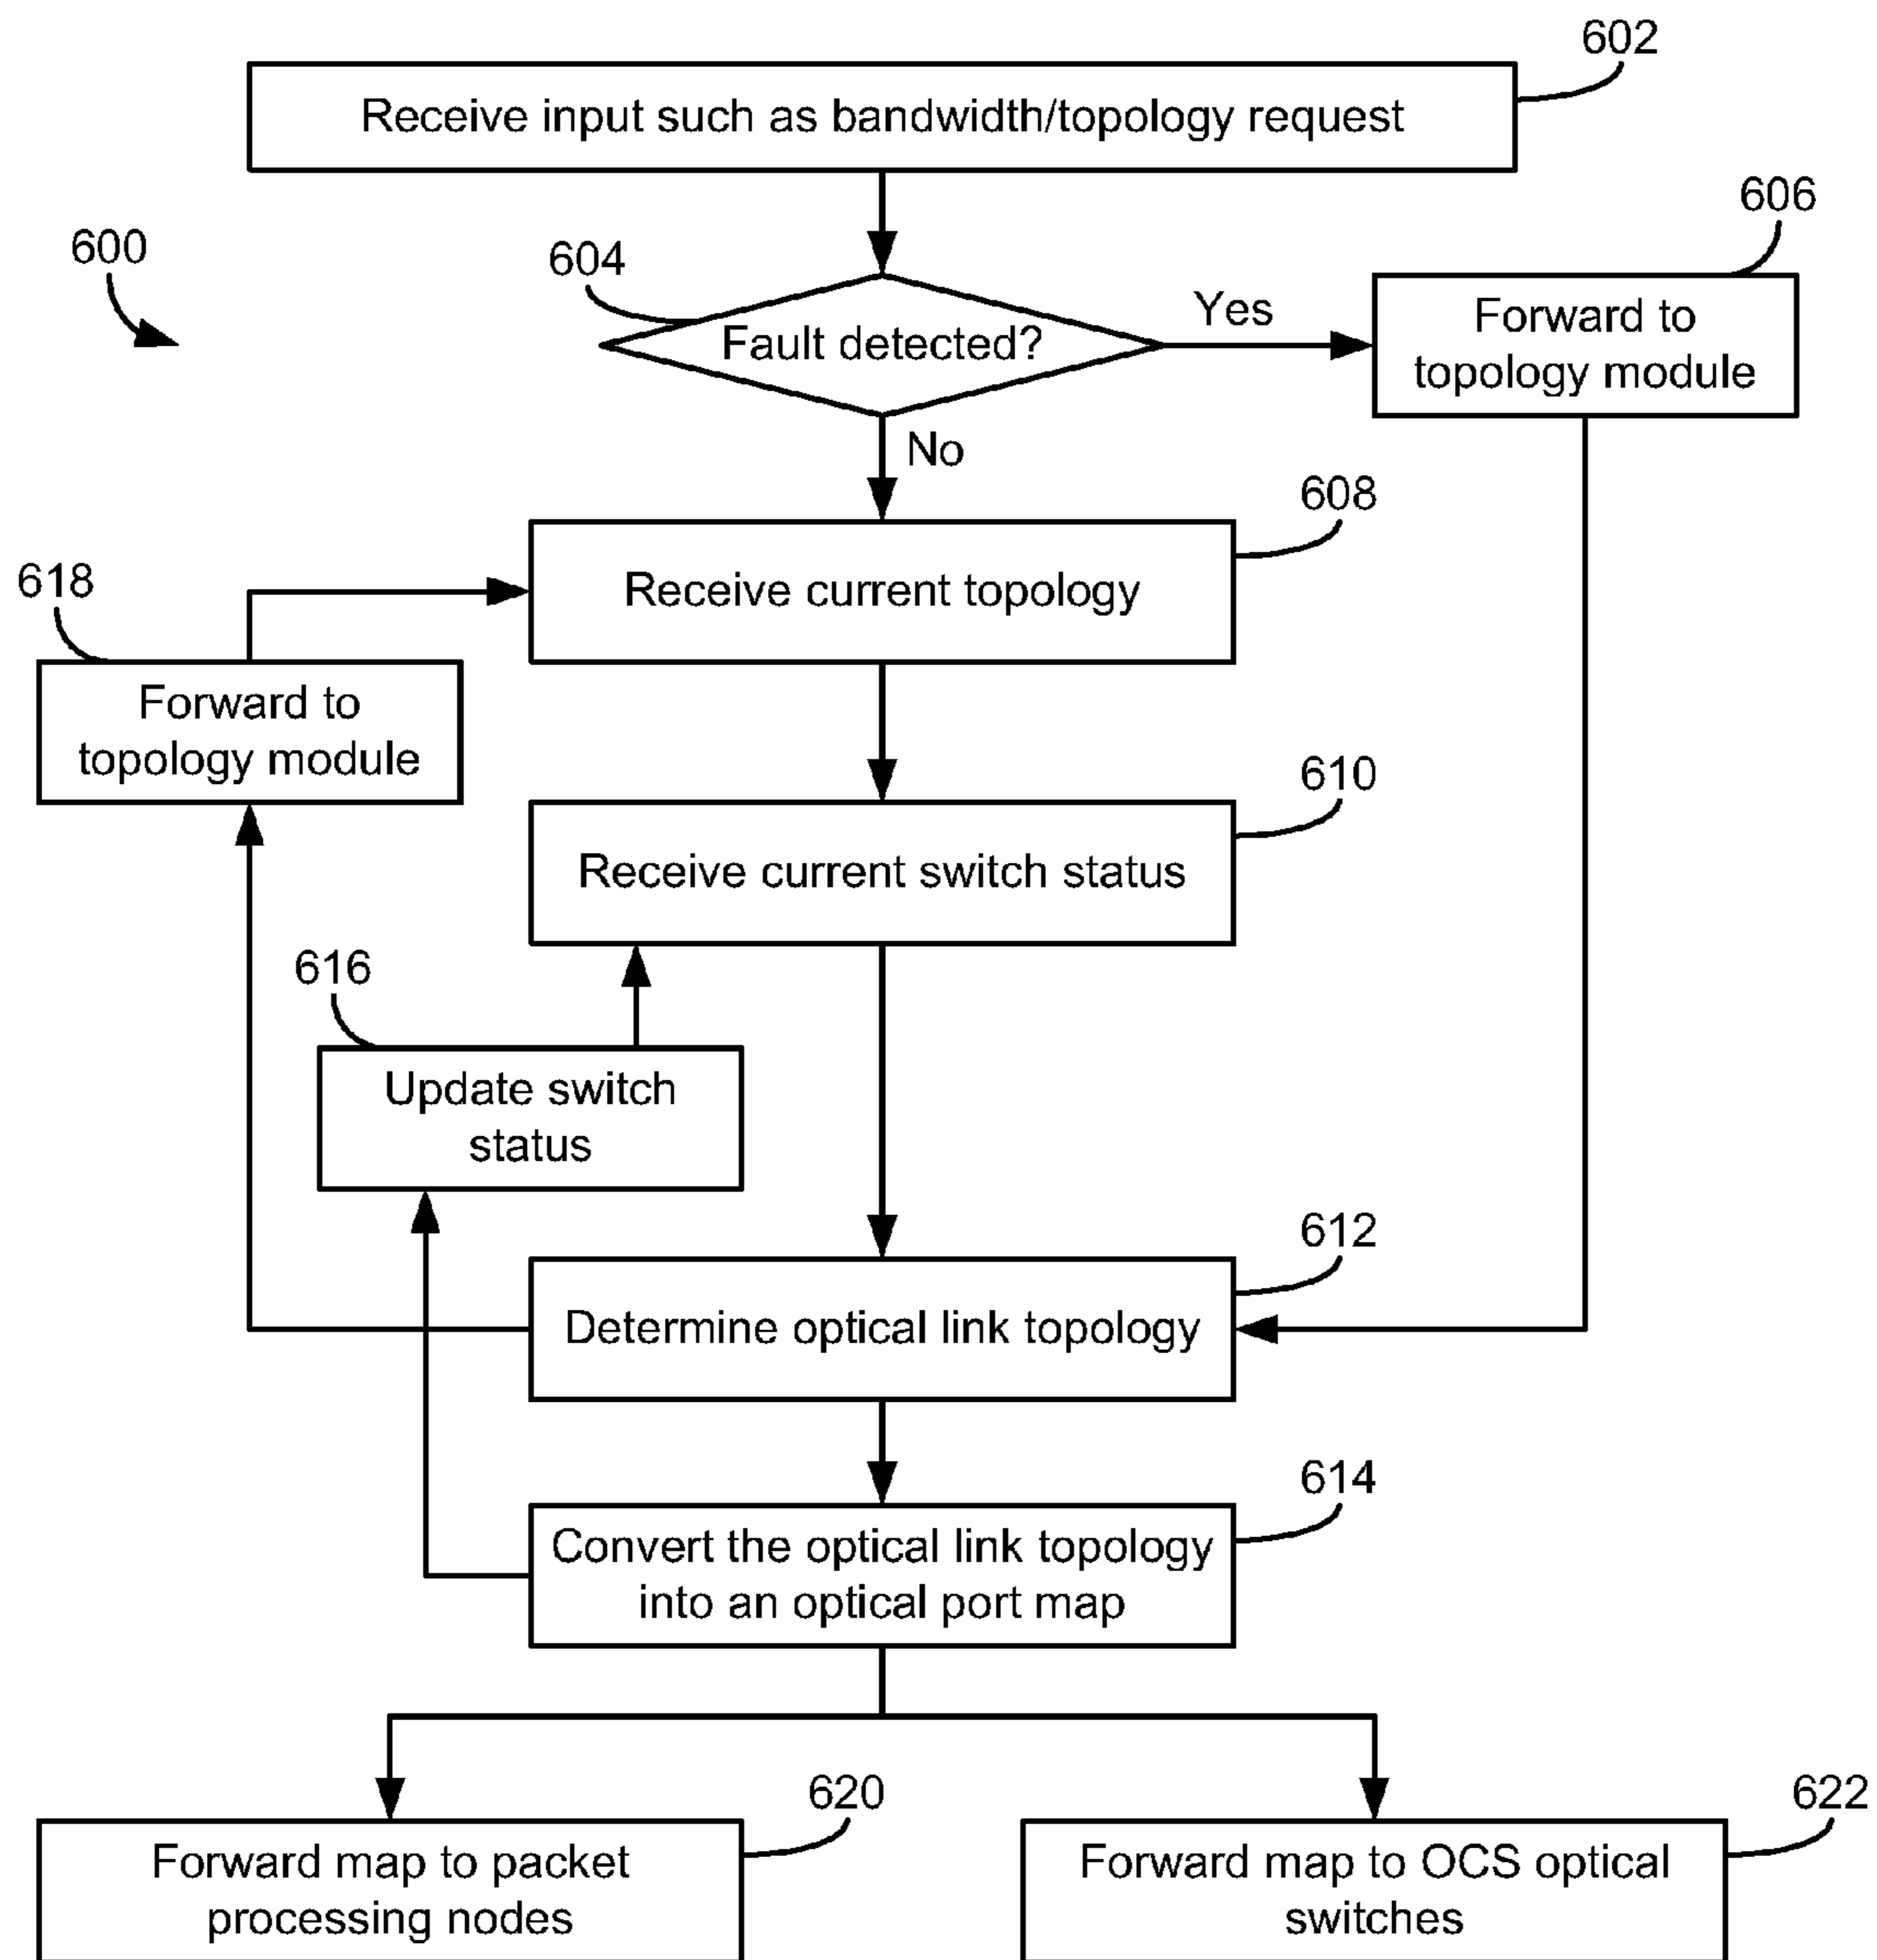 602
Receive input such as bandwidth/topology request
606
600
604
Fault detected?
Yes
Forward to
topology module
No
608
Receive current topology
618
Forward to
topology module
610
Receive current switch status
616
Update switch
status
612
Determine optical link topology
614
Convert the optical link topology
into an optical port map
620
Forward map to packet
processing nodes
622
Forward map to OCS optical
switches